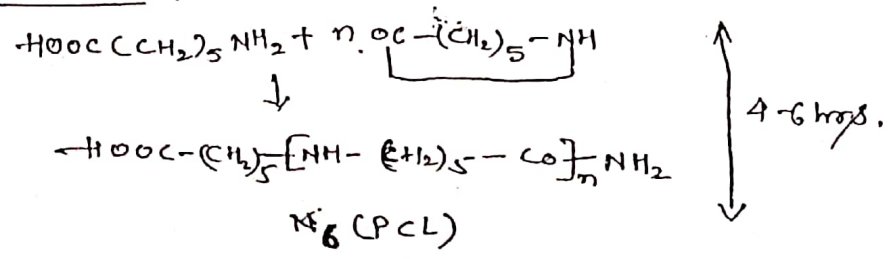 HOOC(CH₂)₅NH₂ + n.OC-(CH₂)₅-NH
↓
4-6 hrs.
HOOC-(CH₂)₅-[NH-(CH₂)₅-CO]ₙ-NH₂
N6 (PCL)